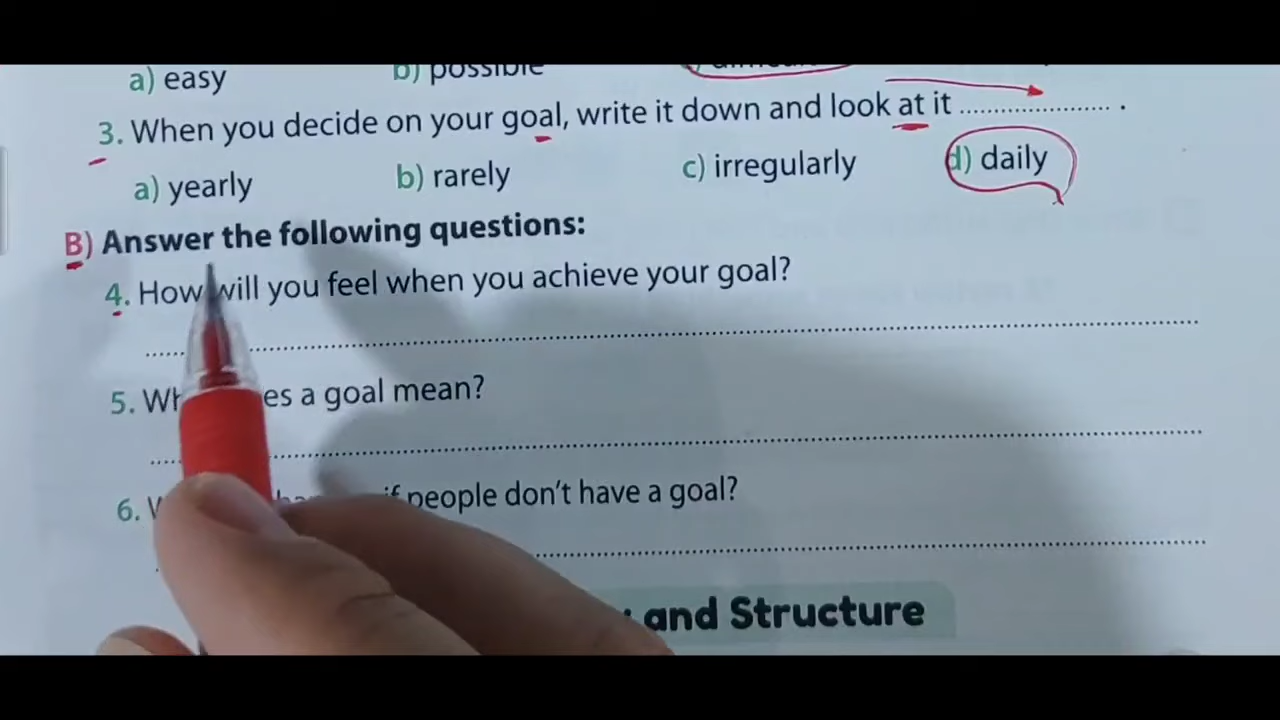 a) easy b) possible
3. When you decide on your goal, write it down and look at it ..................... .
a) yearly b) rarely c) irregularly d) daily
B) Answer the following questions:
4. How will you feel when you achieve your goal?
5. a goal mean?
6. if people don't have a goal?
and Structure